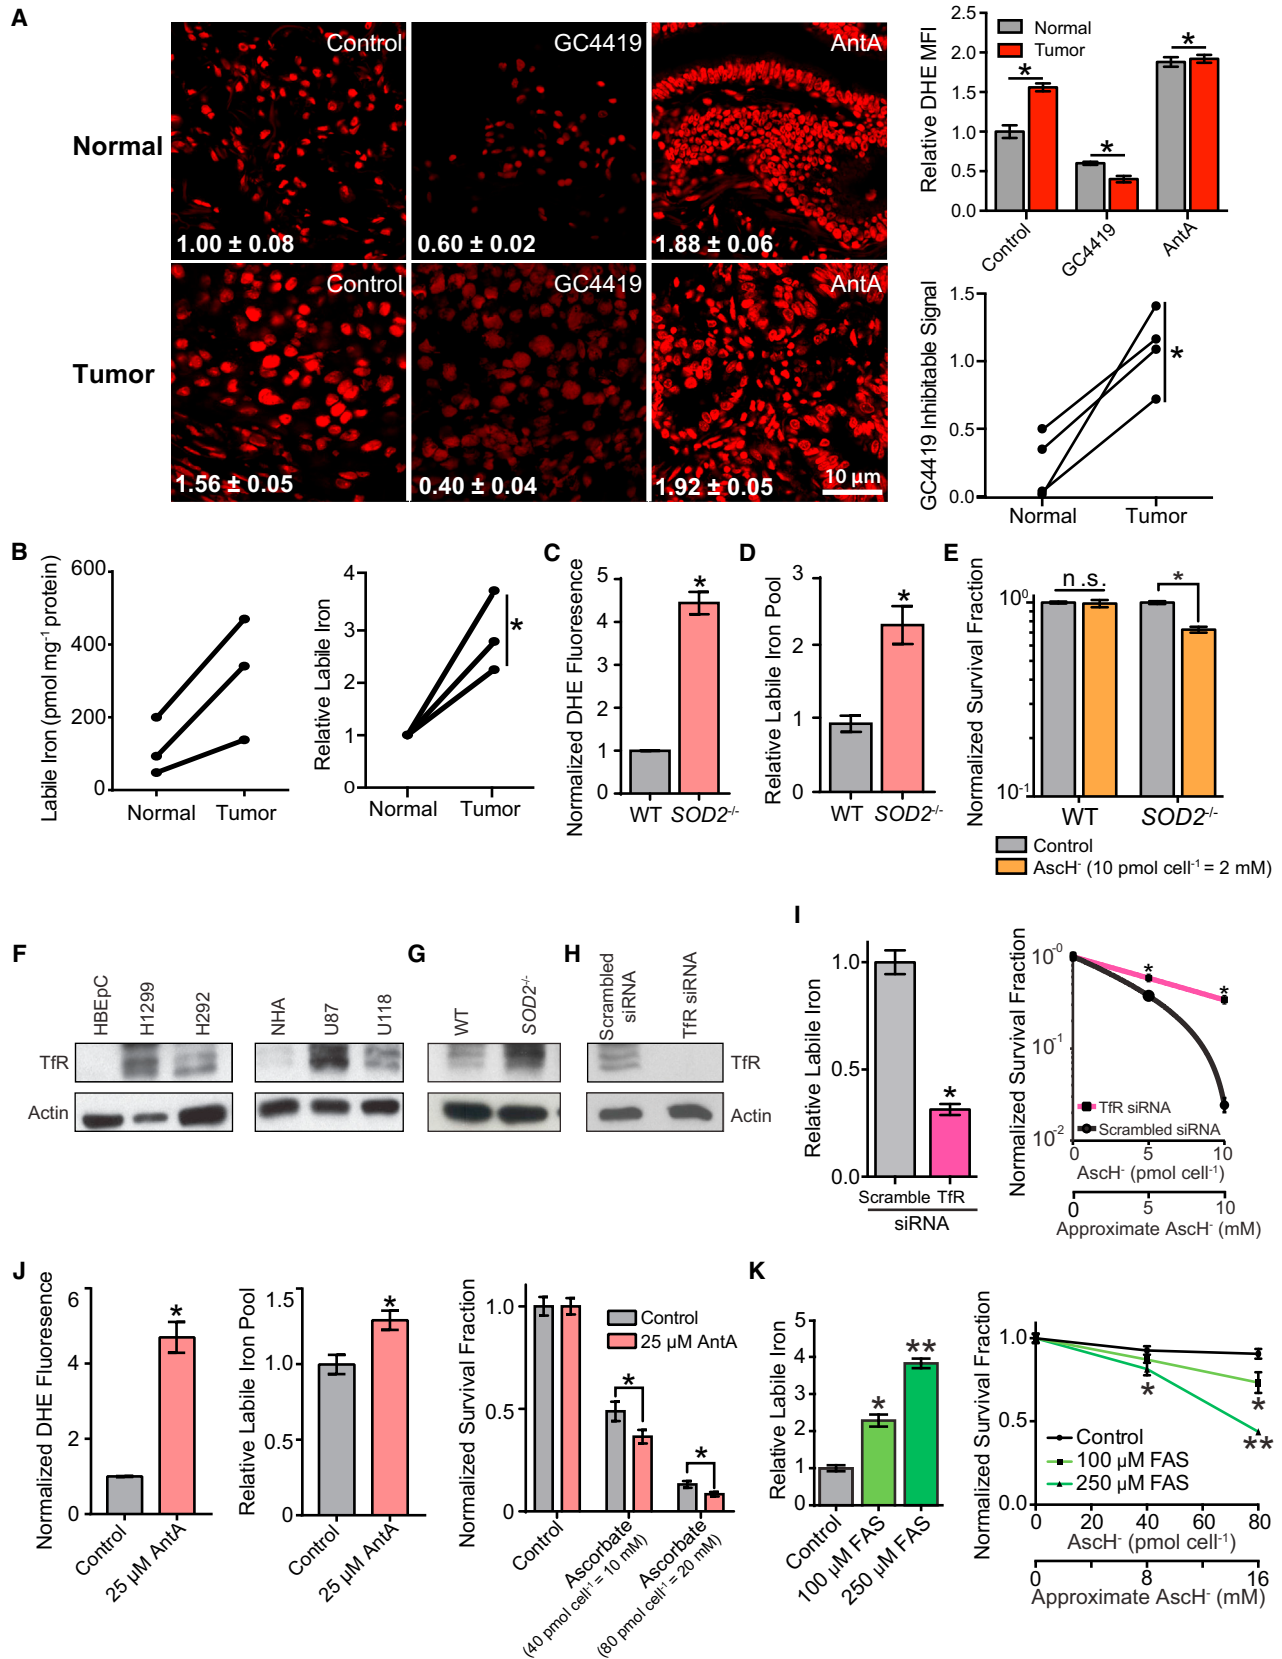 A
Normal
Control
1.00 ± 0.08
GC4419
0.60 ± 0.02
AntA
1.88 ± 0.06
Tumor
Control
1.56 ± 0.05
GC4419
0.40 ± 0.04
AntA
1.92 ± 0.05
10 µm
Relative DHE MFI
2.5
2.0
1.5
1.0
0.5
0.0
Normal
Tumor
*
*
*
Control
GC4419
AntA
GC4419 Inhibitable Signal
1.5
1.0
0.5
0.0
*
Normal
Tumor
B
Labile Iron (pmol mg-1 protein)
600
400
200
0
Normal
Tumor
Relative Labile Iron
4
3
2
1
0
*
Normal
Tumor
C
Normalized DHE Fluoresence
5
4
3
2
1
0
*
WT
SOD2-/-
D
Relative Labile Iron Pool
3
2
1
0
*
WT
SOD2-/-
E
Normalized Survival Fraction
10^0
10^-1
n .s.
*
WT
SOD2-/-
Control
AscH- (10 pmol cell-1 = 2 mM)
F
HBEpC
H1299
H292
NHA
U87
U118
TfR
Actin
G
WT
SOD2-/-
H
Scrambled
siRNA
TfR siRNA
TfR
Actin
I
Relative Labile Iron
1.0
0.5
0.0
*
Scramble TfR
siRNA
Normalized Survival Fraction
10^-0
10^-1
10^-2
*
*
TfR siRNA
Scrambled siRNA
0 5 10
AscH- (pmol cell-1)
0 5 10
Approximate AscH- (mM)
J
Normalized DHE Fluoresence
6
4
2
0
*
Control
25 µM AntA
Relative Labile Iron Pool
1.5
1.0
0.5
0
*
Control
25 µM AntA
Normalized Survival Fraction
1.0
0.5
0
Control
25 µM AntA
*
*
Control
Ascorbate
(40 pmol cell-1 = 10 mM)
Ascorbate
(80 pmol cell-1 = 20 mM)
K
Relative Labile Iron
5
4
3
2
1
0
*
**
Control
100 µM FAS
250 µM FAS
Normalized Survival Fraction
1.0
0.5
0.0
*
*
**
Control
100 µM FAS
250 µM FAS
0 20 40 60 80
AscH- (pmol cell-1)
0 8 16
Approximate AscH- (mM)